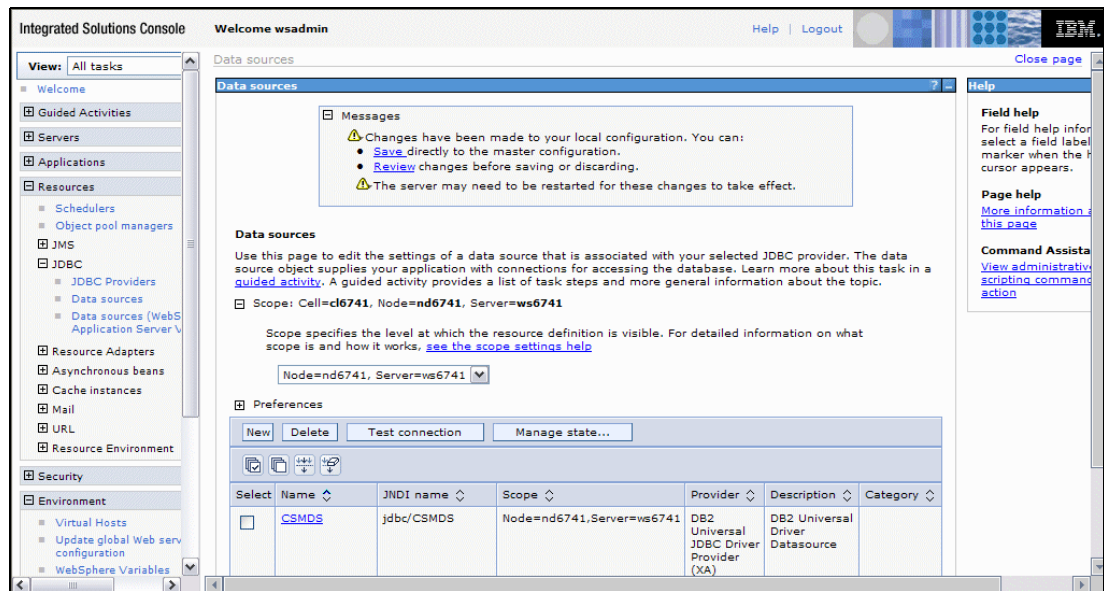 Integrated Solutions Console
Welcome wsadmin
Help | Logout
IBM.
View: All tasks
Welcome
Guided Activities
Servers
Applications
Resources
Schedulers
Object pool managers
JMS
JDBC
JDBC Providers
Data sources
Data sources (WebS
Application Server V
Resource Adapters
Asynchronous beans
Cache instances
Mail
URL
Resource Environment
Security
Environment
Virtual Hosts
Update global Web serv
configuration
WebSphere Variables
Data sources
Close page
Data sources
? -
Messages
Changes have been made to your local configuration. You can:
Save directly to the master configuration.
Review changes before saving or discarding.
The server may need to be restarted for these changes to take effect.
Data sources
Use this page to edit the settings of a data source that is associated with your selected JDBC provider. The data
source object supplies your application with connections for accessing the database. Learn more about this task in a
guided activity. A guided activity provides a list of task steps and more general information about the topic.
Scope: Cell=cl6741, Node=nd6741, Server=ws6741
Scope specifies the level at which the resource definition is visible. For detailed information on what
scope is and how it works, see the scope settings help
Node=nd6741, Server=ws6741
Preferences
New Delete Test connection Manage state...
Select Name JNDI name Scope Provider Description Category
CSMDS jdbc/CSMDS Node=nd6741,Server=ws6741 DB2 DB2 Universal
Universal Driver
JDBC Driver Datasource
Provider
(XA)
Help
Field help
For field help infor
select a field label
marker when the h
cursor appears.
Page help
More information a
this page
Command Assista
View administrative
scripting command
action